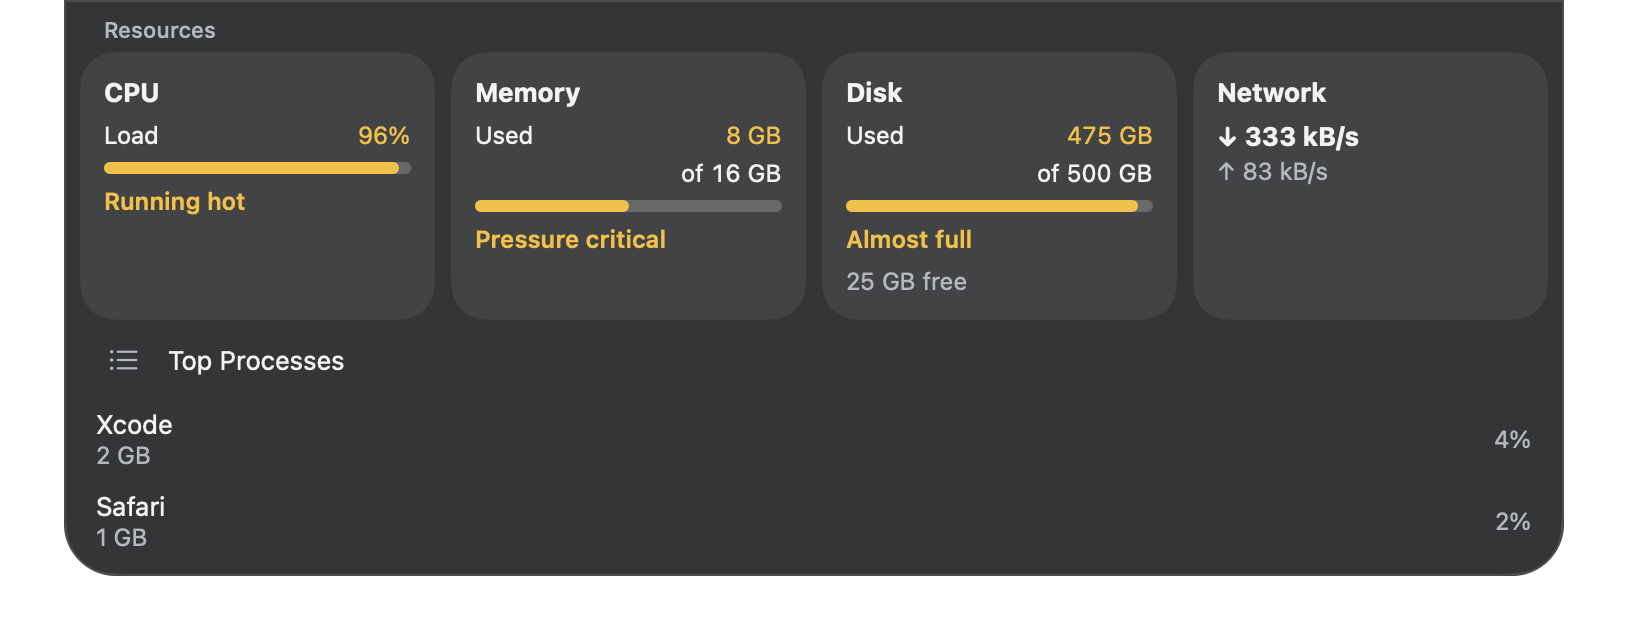 Resources
CPU
Load 96%
Running hot
Memory
Used 8 GB
of 16 GB
Pressure critical
Disk
Used 475 GB
of 500 GB
Almost full
25 GB free
Network
↓ 333 kB/s
↑ 83 kB/s
Top Processes
Xcode
2 GB
4%
Safari
1 GB
2%